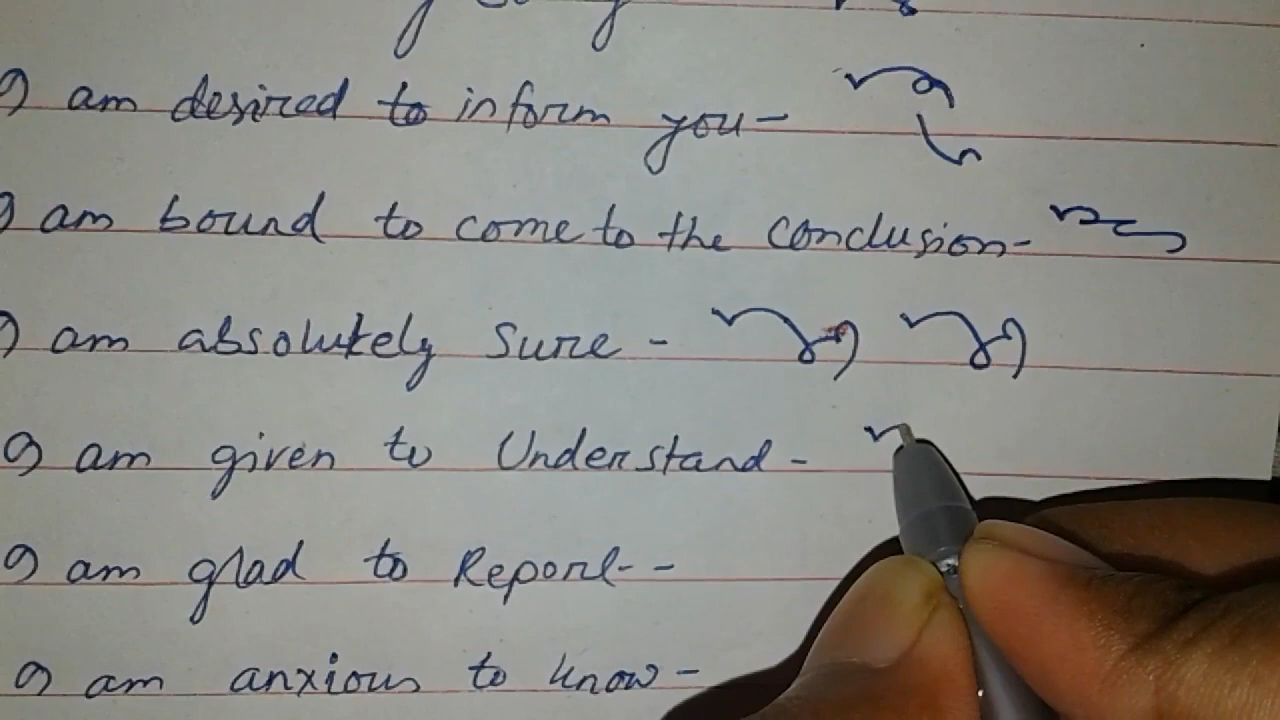 I am desired to inform you -
I am bound to come to the conclusion -
I am absolutely sure -
I am given to Understand -
I am glad to Report --
I am anxious to know -